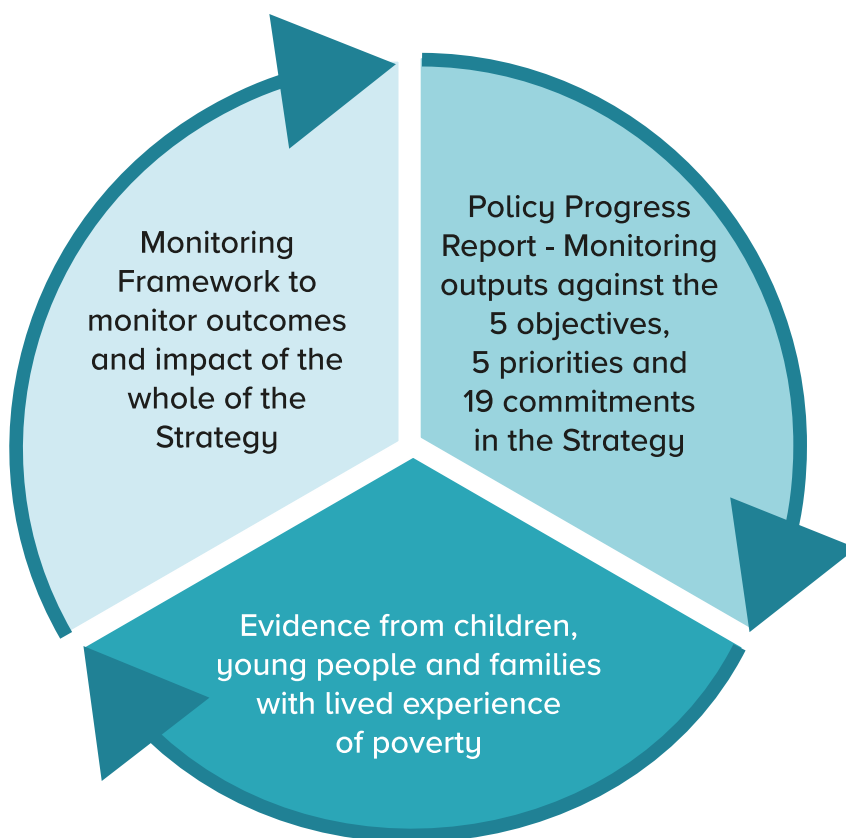 Monitoring
Framework to
monitor outcomes
and impact of the
whole of the
Strategy
Policy Progress
Report - Monitoring
outputs against the
5 objectives,
5 priorities and
19 commitments
in the Strategy
Evidence from children,
young people and families
with lived experience
of poverty